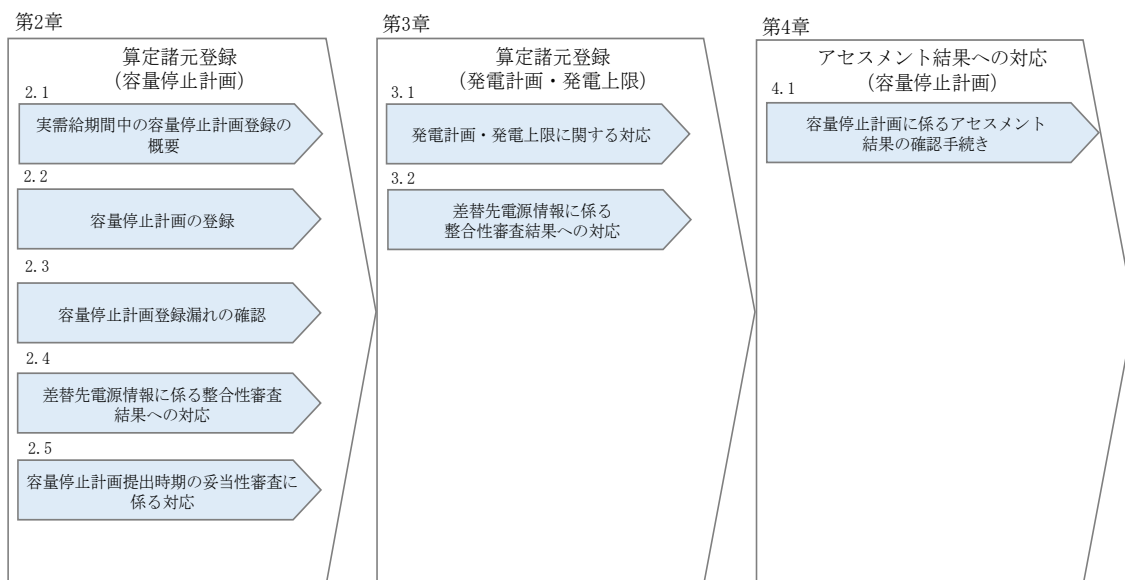 第2章
算定諸元登録
(容量停止計画)
2.1
実需給期間中の容量停止計画登録の
概要
2.2
容量停止計画の登録
2.3
容量停止計画登録漏れの確認
2.4
差替先電源情報に係る整合性審査
結果への対応
2.5
容量停止計画提出時期の妥当性審査に
係る対応
第3章
算定諸元登録
(発電計画・発電上限)
3.1
発電計画・発電上限に関する対応
3.2
差替先電源情報に係る
整合性審査結果への対応
第4章
アセスメント結果への対応
(容量停止計画)
4.1
容量停止計画に係るアセスメント
結果の確認手続き